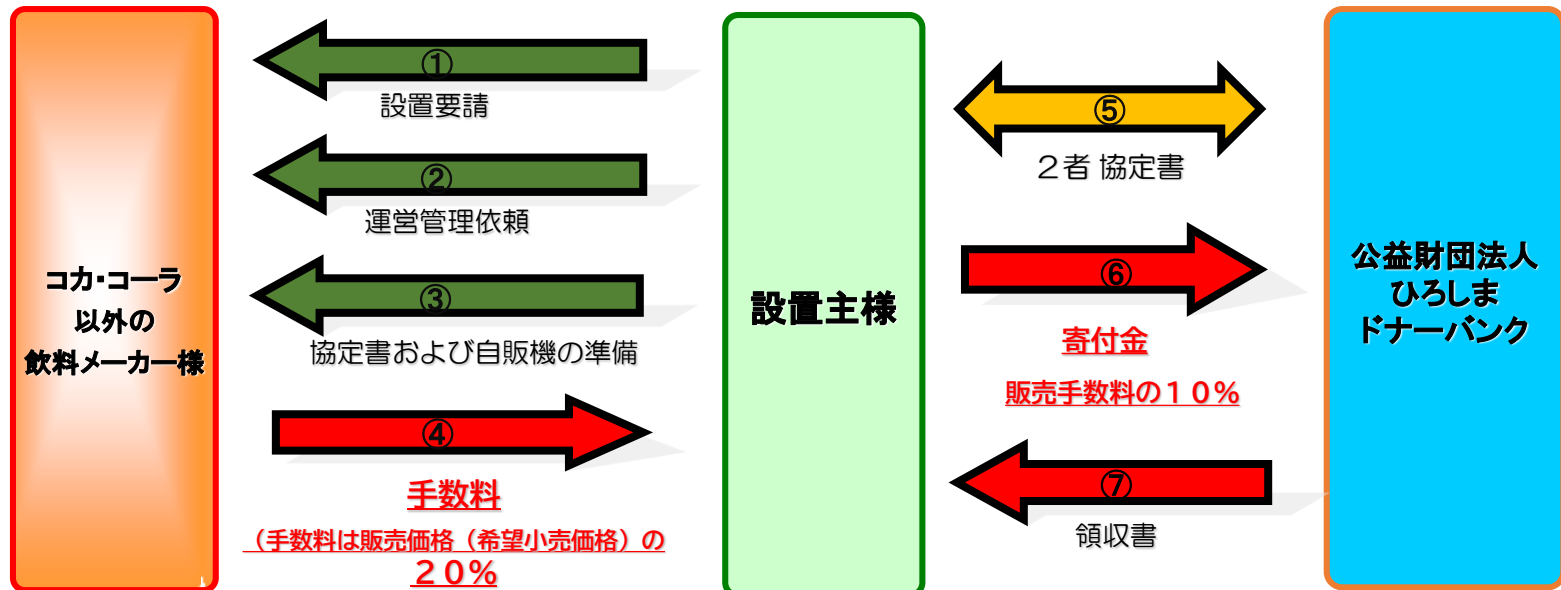 コカ・コーラ
以外の
飲料メーカー様
①
設置要請
②
運営管理依頼
③
協定書および自販機の準備
④
手数料
（手数料は販売価格（希望小売価格）の
２０％
設置主様
⑤
２者 協定書
⑥
寄付金
販売手数料の１０％
⑦
領収書
公益財団法人
ひろしま
ドナーバンク